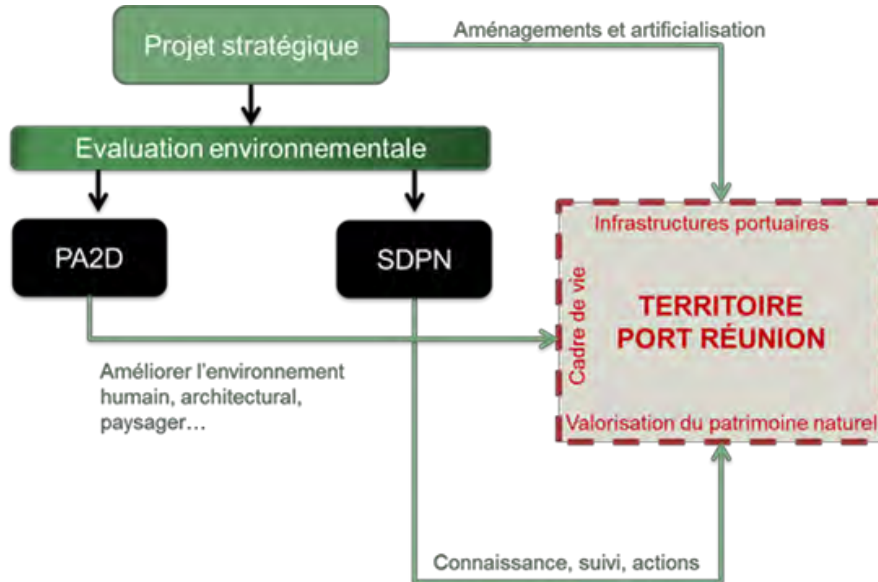 Projet stratégique
Aménagements et artificialisation
Evaluation environnementale
PA2D
SDPN
Infrastructures portuaires
Cadre de vie
TERRITOIRE
PORT RÉUNION
Valorisation du patrimoine naturel
Améliorer l'environnement
humain, architectural,
paysager...
Connaissance, suivi, actions